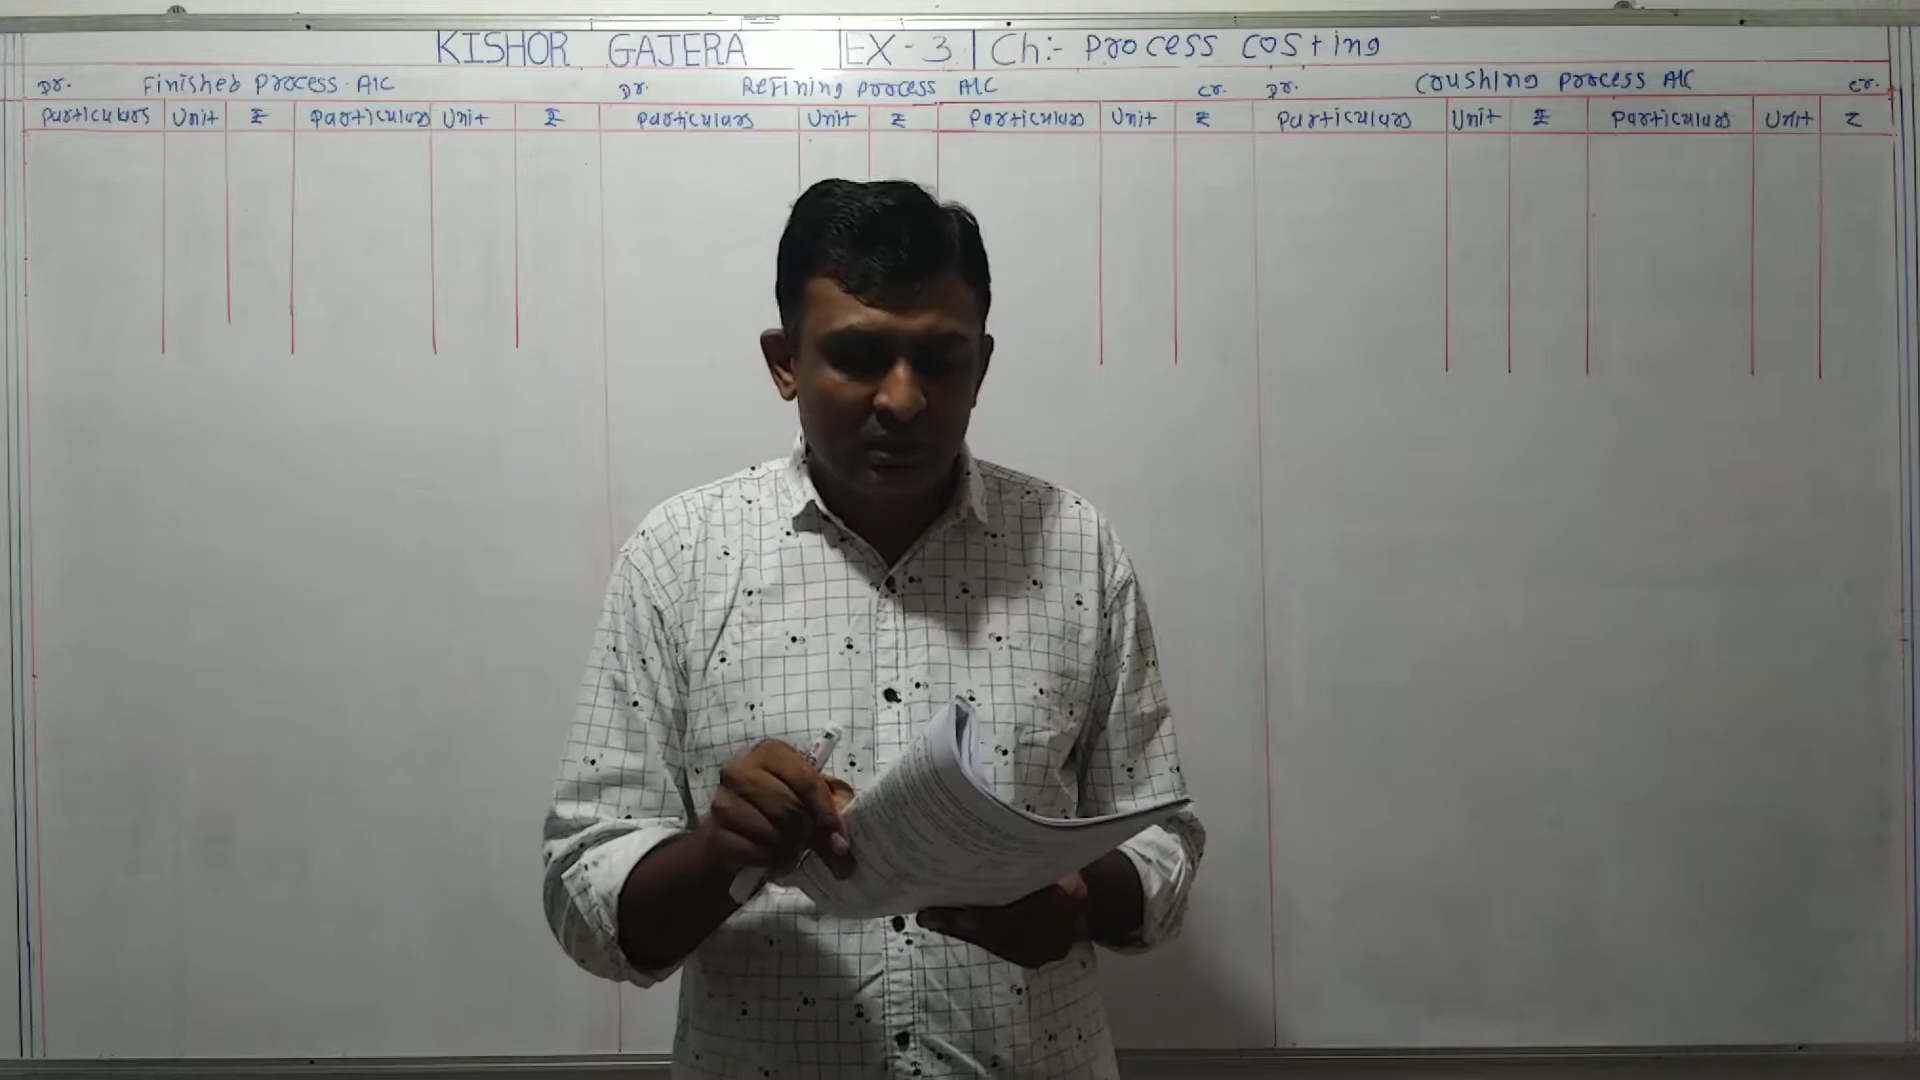 KISHOR GAJERA | EX-3 | Ch:- Process Costing
Dr. Finished Process A/C Dr. Refining Process A/C Cr. Dr. Crushing Process A/C Cr.
Particulars Unit ₹ Particulars Unit ₹ Particulars Unit ₹ Particulars Unit ₹ Particulars Unit ₹ Particulars Unit ₹